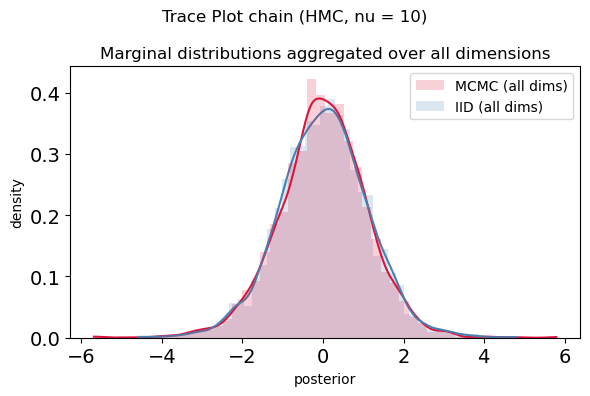 Trace Plot chain (HMC, nu = 10)
Marginal distributions aggregated over all dimensions
MCMC (all dims)
IID (all dims)
density
0.4
0.3
0.2
0.1
0.0
−6 −4 −2 0 2 4 6
posterior